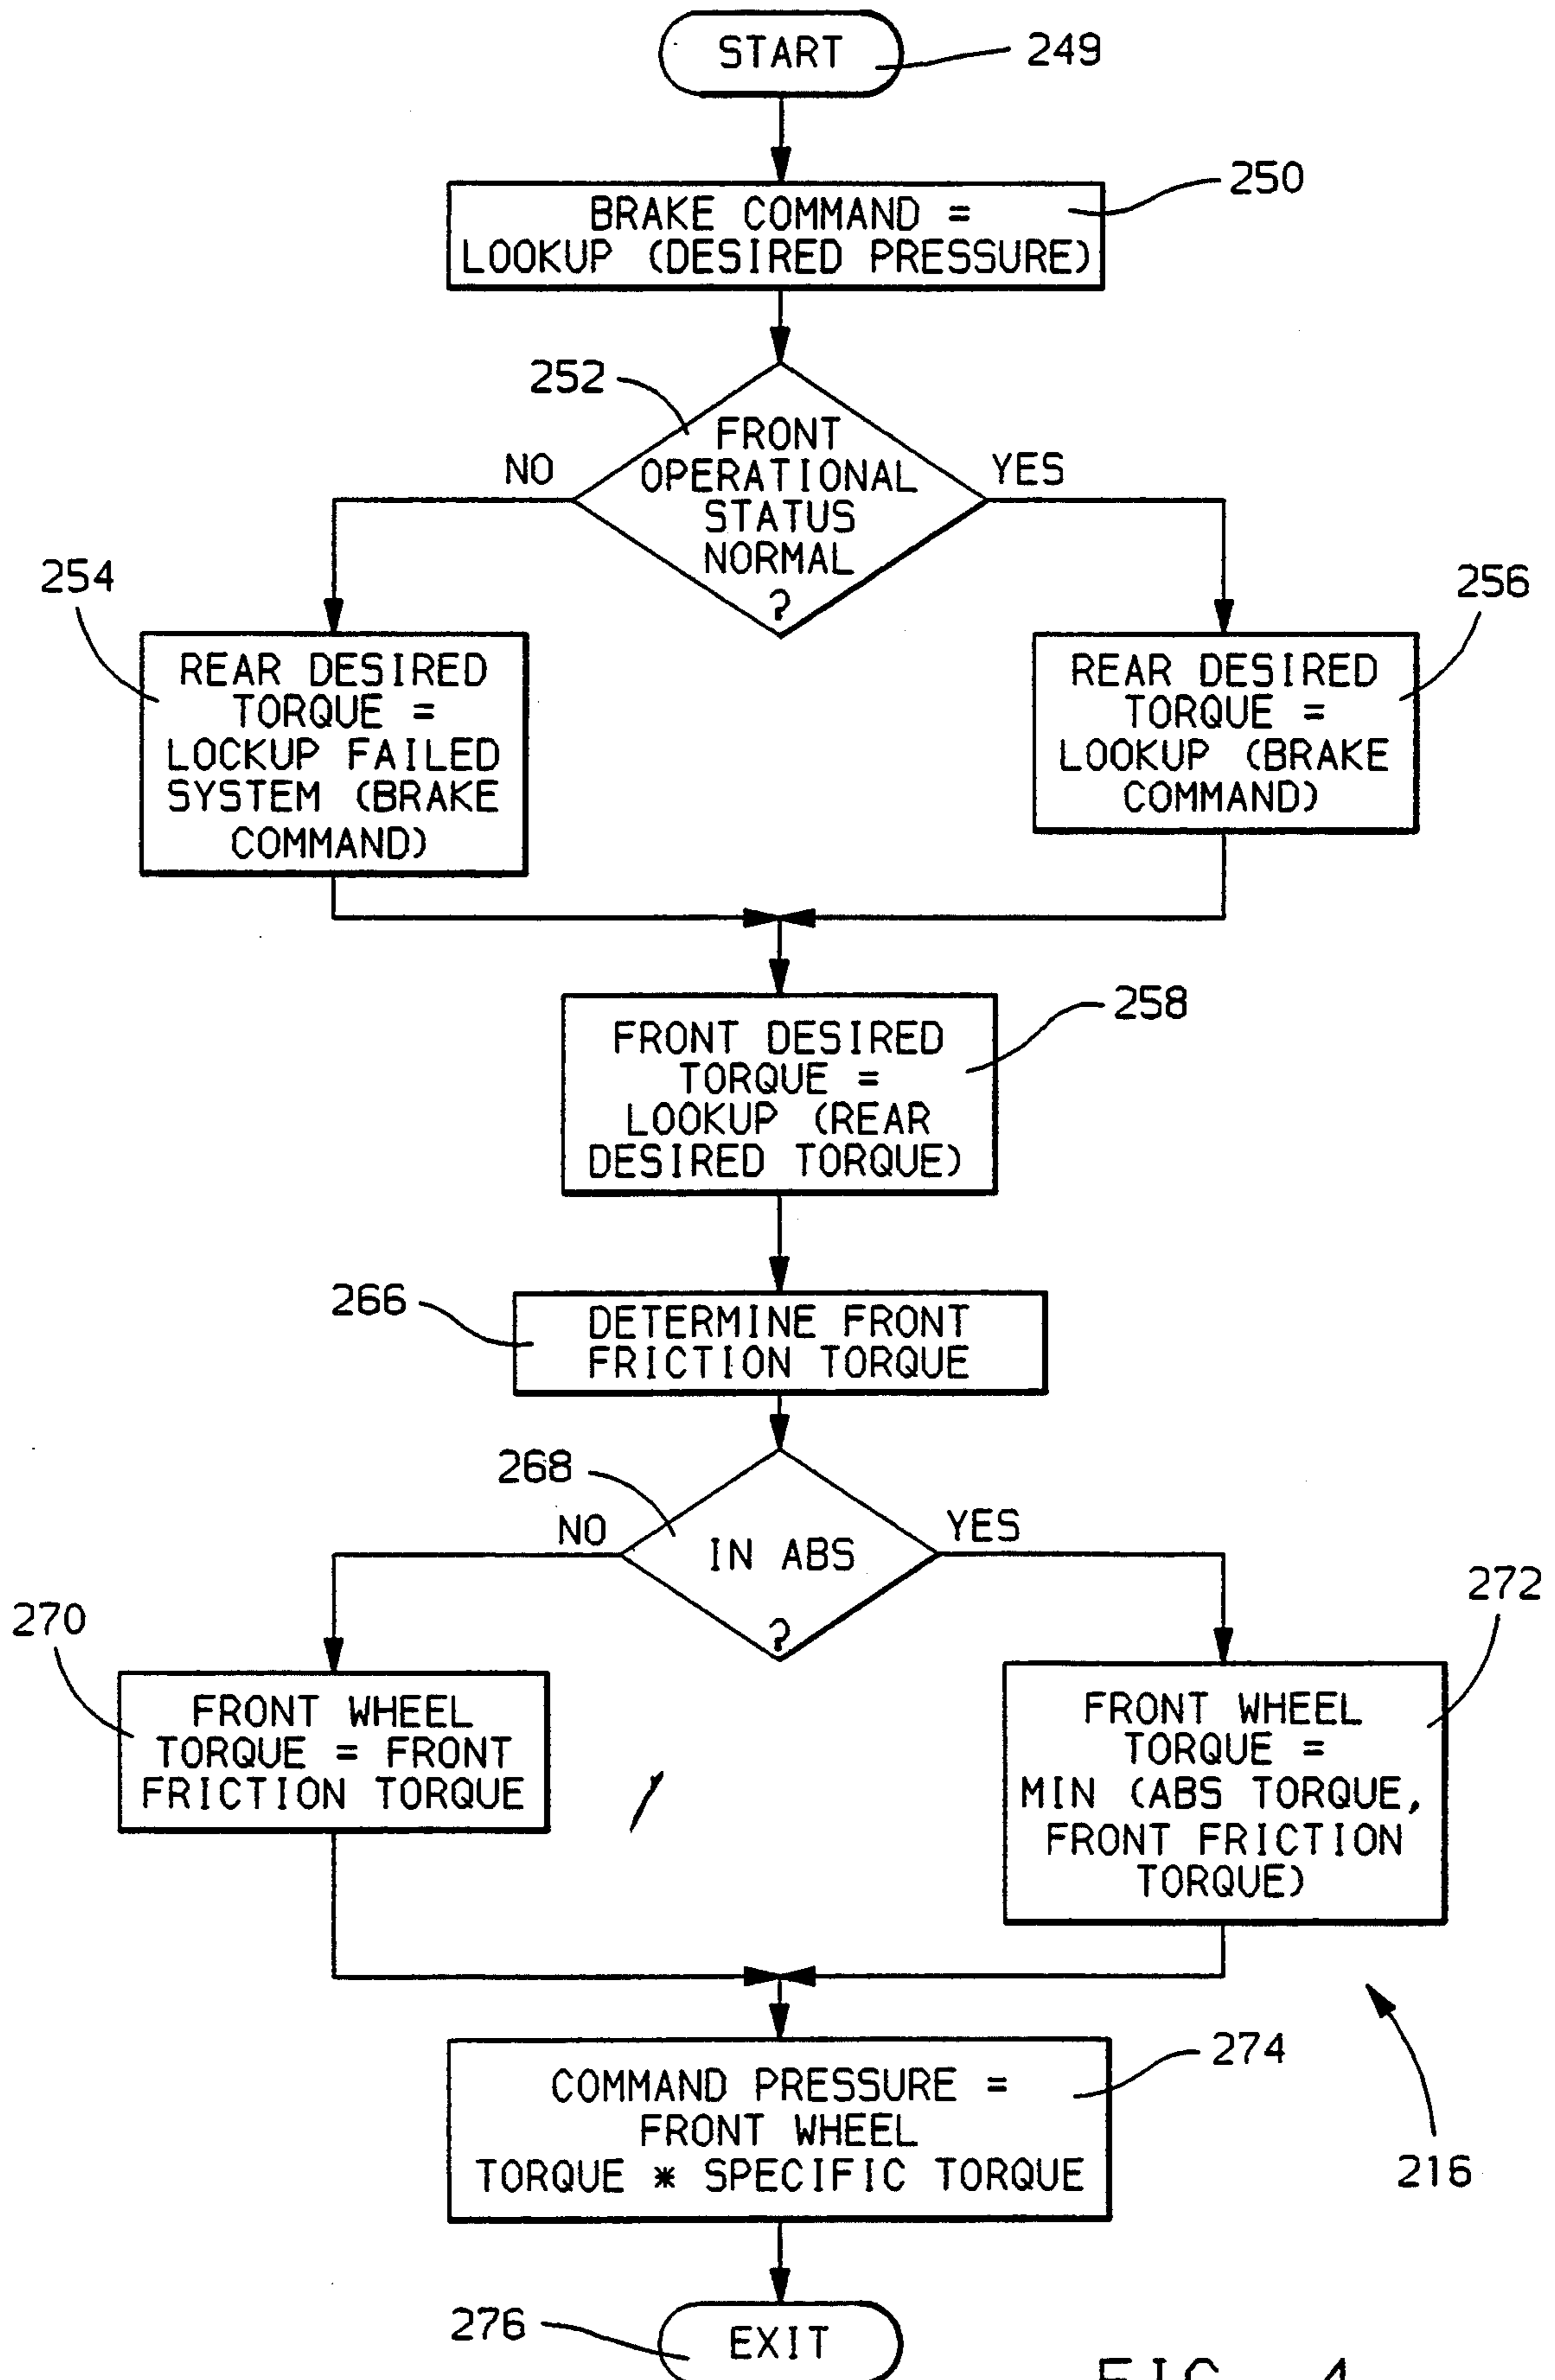 START
249
250
BRAKE COMMAND =
LOOKUP (DESIRED PRESSURE)
252
FRONT
OPERATIONAL
STATUS
NORMAL
?
NO
YES
254
REAR DESIRED
TORQUE =
LOCKUP FAILED
SYSTEM (BRAKE
COMMAND)
256
REAR DESIRED
TORQUE =
LOOKUP (BRAKE
COMMAND)
258
FRONT DESIRED
TORQUE =
LOOKUP (REAR
DESIRED TORQUE)
266
DETERMINE FRONT
FRICTION TORQUE
268
NO
YES
IN ABS
?
270
FRONT WHEEL
TORQUE = FRONT
FRICTION TORQUE
272
FRONT WHEEL
TORQUE =
MIN (ABS TORQUE,
FRONT FRICTION
TORQUE)
274
COMMAND PRESSURE =
FRONT WHEEL
TORQUE * SPECIFIC TORQUE
216
276
EXIT
FIG. 4